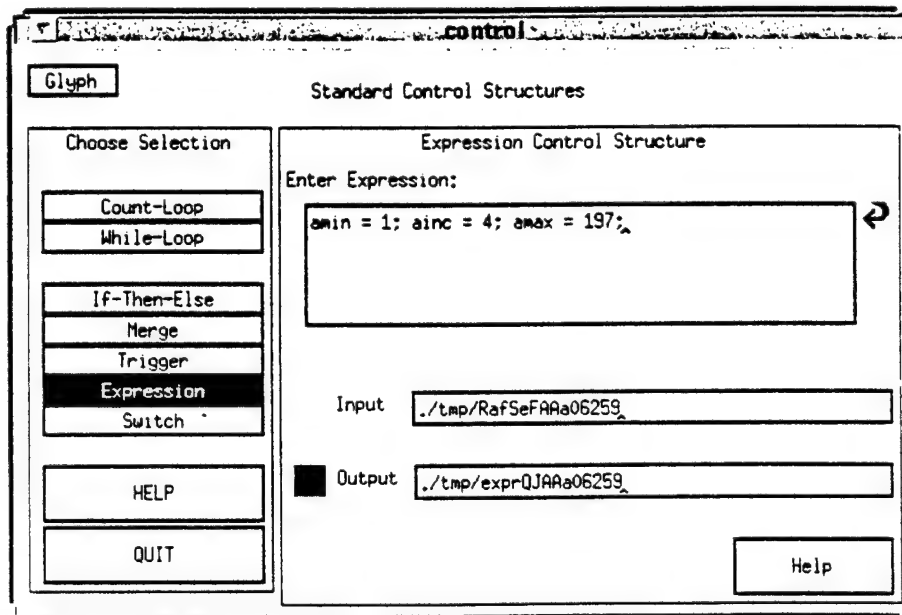 control
Glyph
Standard Control Structures
Choose Selection
Count-Loop
While-Loop
If-Then-Else
Merge
Trigger
Expression
Switch
HELP
QUIT
Expression Control Structure
Enter Expression:
amin = 1; ainc = 4; amax = 197;
Input ./tmp/RafSeFAAa06259
Output ./tmp/exprQJAAa06259
Help